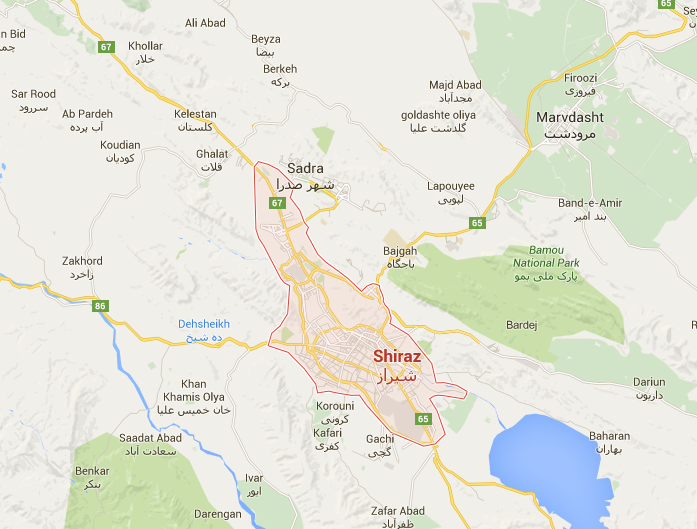 65
Sey
Ali Abad
n Bid
چم
Khollar
خلار
67
Beyza
بیضا
Berkeh
برکه
Firoozi
فیروزی
Majd Abad
مجدآباد
Sar Rood
سررود
Ab Pardeh
آب پرده
Kelestan
کلستان
goldashte oliya
گلدشت علیا
Marvdasht
مرودشت
Koudian
کودیان
Ghalat
قلات
Sadra
شهر صدرا
Lapouyee
لپویی
67
Band-e-Amir
بند امیر
65
Zakhord
زاخرد
Bajgah
باجگاه
Bamou
National Park
پارک ملی بمو
86
Dehsheikh
ده شیخ
Bardej
Shiraz
شیراز
Khan
Khamis Olya
خان خمیس علیا
Dariun
داریون
Korouni
کرونی
65
Kafari
کفری
Gachi
گچی
Saadat Abad
سعادت آباد
Baharan
بهاران
Benkar
بنکر
Ivar
ایور
Darengan
Zafar Abad
ظفرآباد